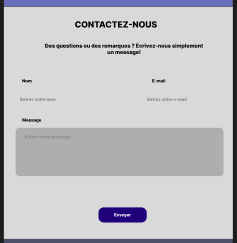 CONTACTEZ-NOUS
Des questions ou des remarques ? Écrivez-nous simplement
un message!
Nom
E-mail
Entrez votre nom
Entrez votre e-mail
Message
Entrez votre message
Envoyer